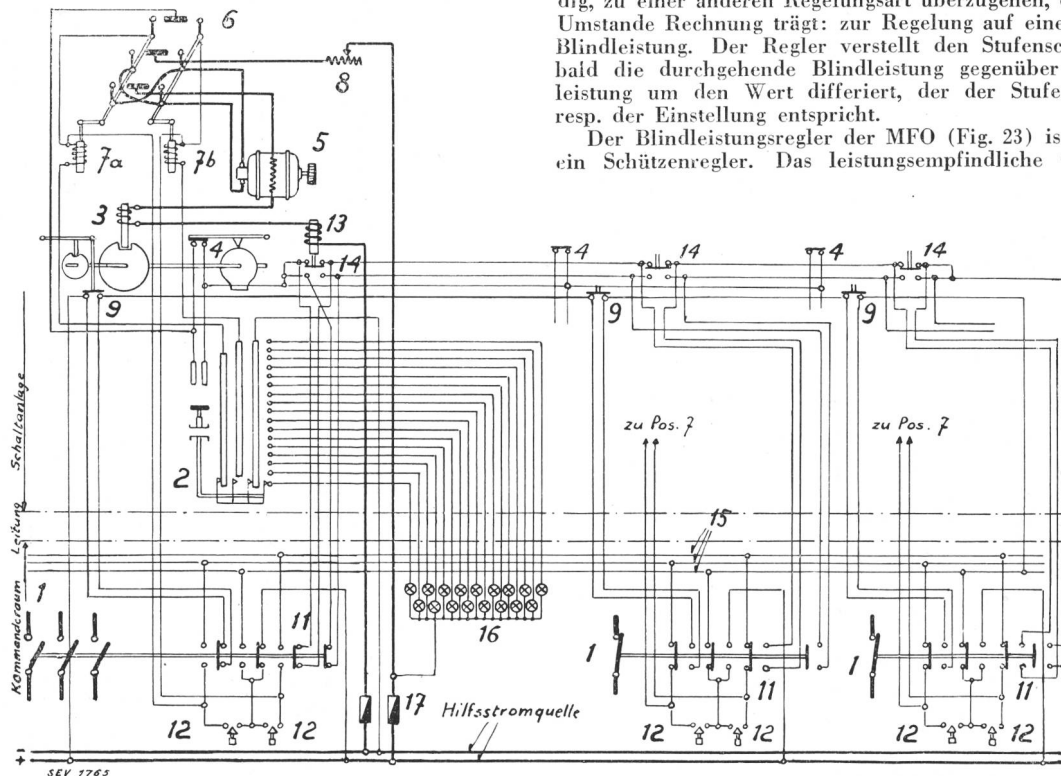 dig, zu einer anderen Regelungsart überzugehen,
Umstande Rechnung trägt: zur Regelung auf eine
Blindleistung. Der Regler verstellt den Stufensc
bald die durchgehende Blindleistung gegenüber
leistung um den Wert differiert, der der Stufe
resp. der Einstellung entspricht.
Der Blindleistungsregler der MFO (Fig. 23) is
ein Schützenregler. Das leistungsempfindliche
6
8
7a
7b
5
3
13
4
14
4
14
4
14
9
9
9
Schaltanlage
zu Pos. 7
zu Pos. 7
2
Leitung
15
Kommandoraum
1
11
16
1
11
1
11
17
Hilfsstromquelle
12
12
12
12
12
12
-
+
SEV 1765